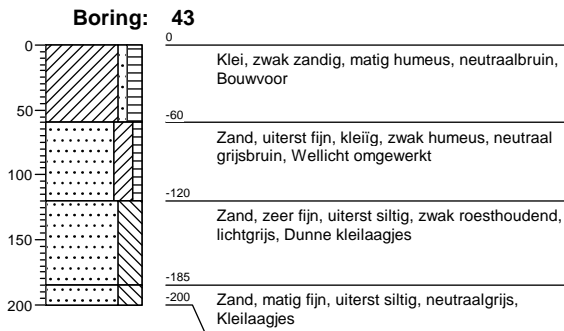 Boring: 43
0
0
Klei, zwak zandig, matig humeus, neutraalbruin,
Bouwvoor
50
-60
Zand, uiterst fijn, kleiïg, zwak humeus, neutraal
grijsbruin, Wellicht omgewerkt
100
-120
Zand, zeer fijn, uiterst siltig, zwak roesthoudend,
lichtgrijs, Dunne kleilaagjes
150
-185
200
-200
Zand, matig fijn, uiterst siltig, neutraalgrijs,
Kleilaagjes